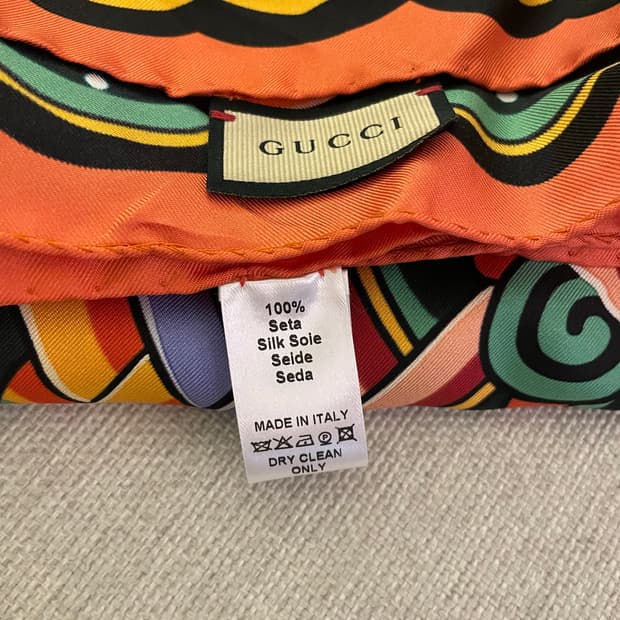 GUCCI
100%
Seta
Silk Soie
Seide
Seda
MADE IN ITALY
DRY CLEAN
ONLY